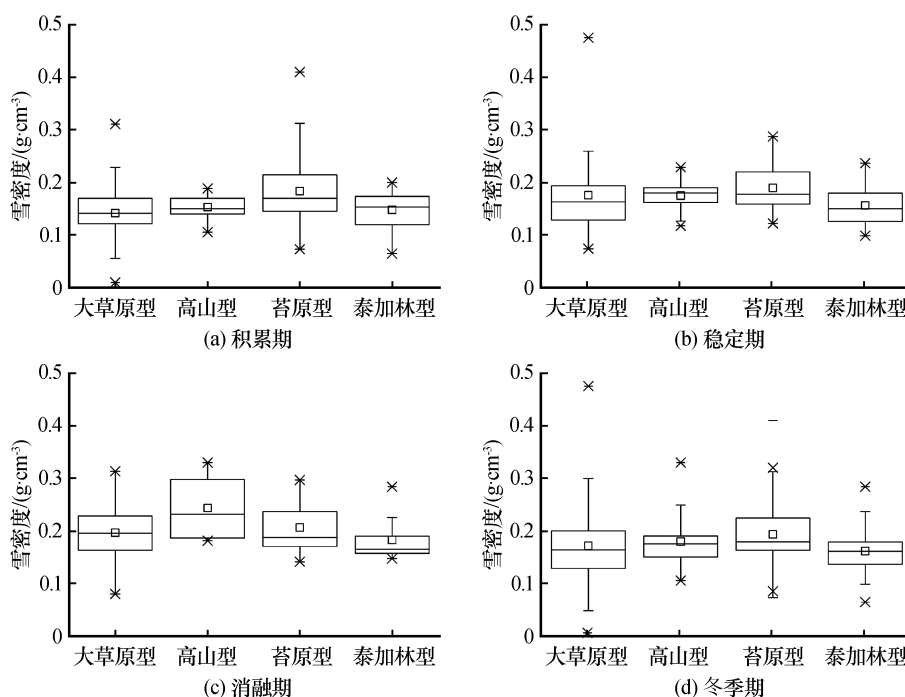 雪密度/(g·cm⁻³)
0.5
0.4
0.3
0.2
0.1
0
大草原型 高山型 苔原型 泰加林型
(a) 积累期
雪密度/(g·cm⁻³)
0.5
0.4
0.3
0.2
0.1
0
大草原型 高山型 苔原型 泰加林型
(b) 稳定期
雪密度/(g·cm⁻³)
0.5
0.4
0.3
0.2
0.1
0
大草原型 高山型 苔原型 泰加林型
(c) 消融期
雪密度/(g·cm⁻³)
0.5
0.4
0.3
0.2
0.1
0
大草原型 高山型 苔原型 泰加林型
(d) 冬季期